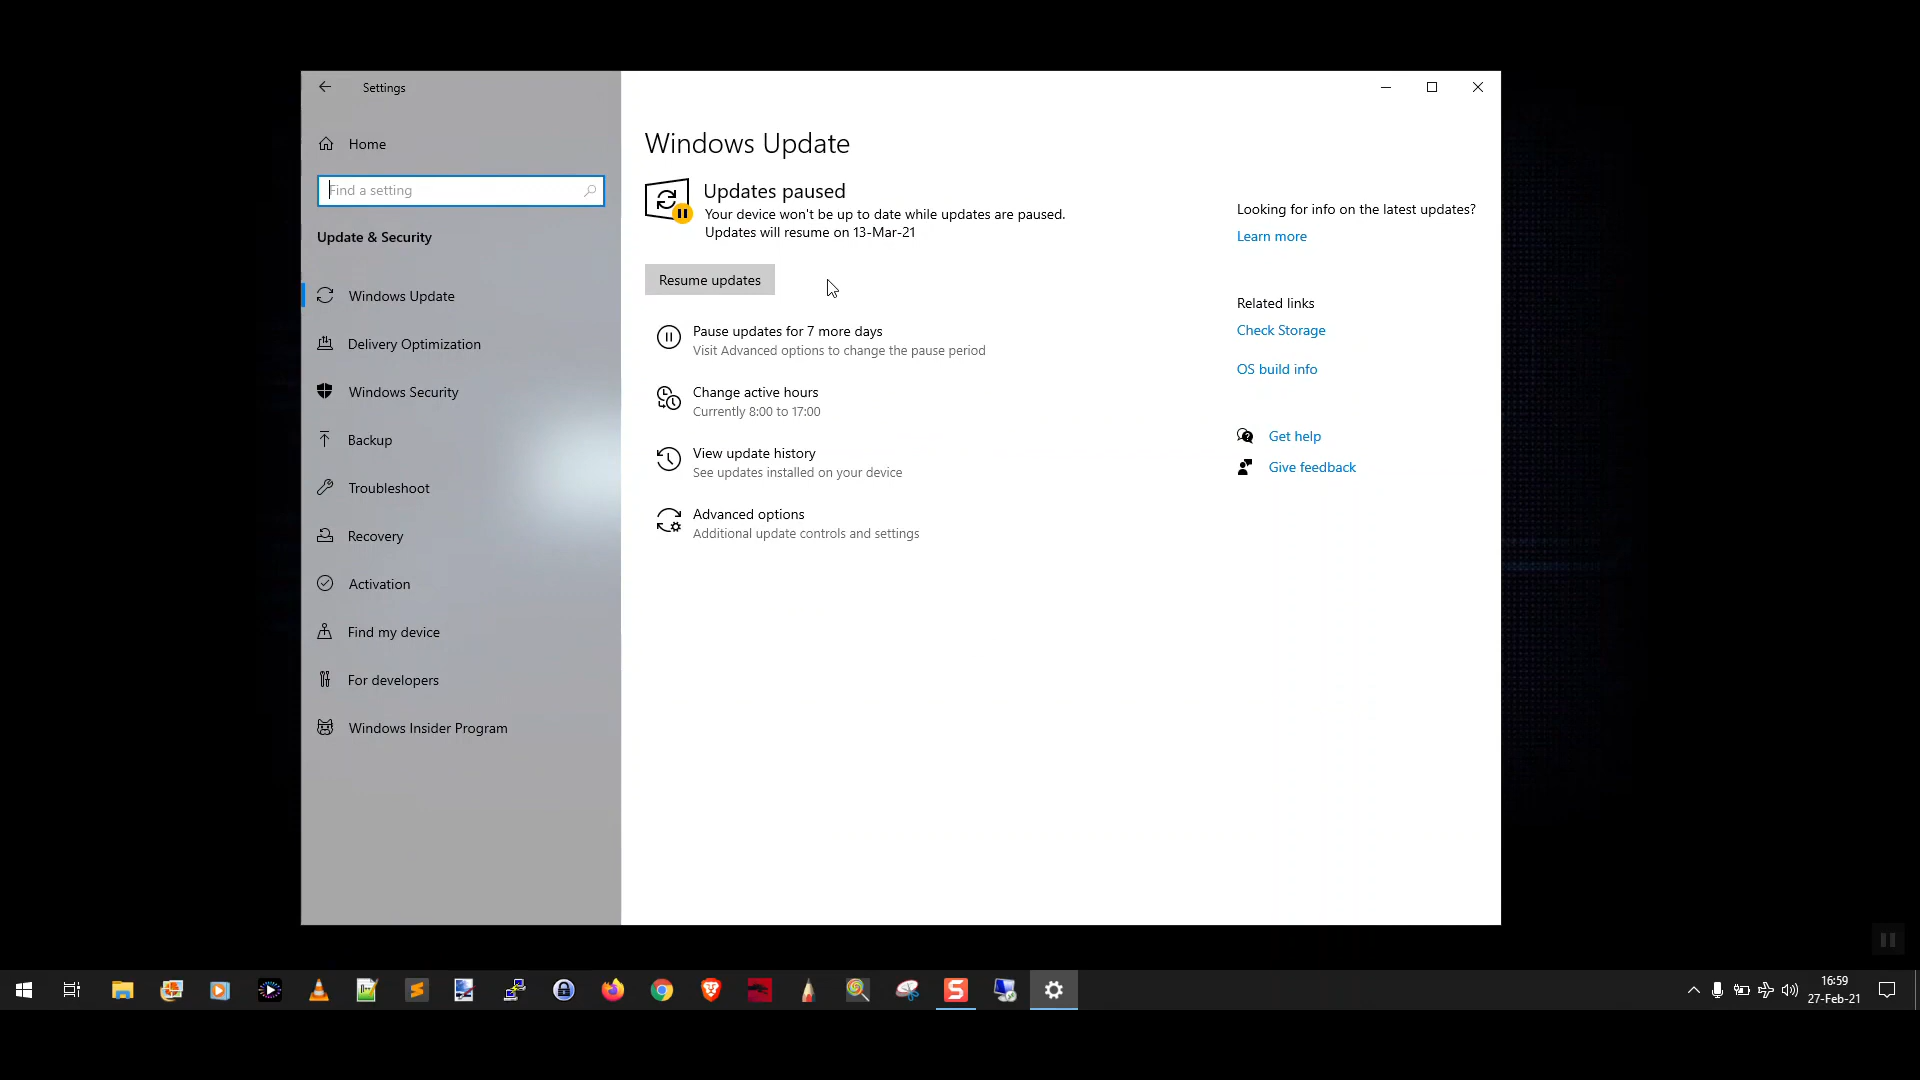 Settings
Home
Find a setting
Update & Security
Windows Update
Delivery Optimization
Windows Security
Backup
Troubleshoot
Recovery
Activation
Find my device
For developers
Windows Insider Program
Windows Update
Updates paused
Your device won't be up to date while updates are paused.
Updates will resume on 13-Mar-21
Resume updates
Pause updates for 7 more days
Visit Advanced options to change the pause period
Change active hours
Currently 8:00 to 17:00
View update history
See updates installed on your device
Advanced options
Additional update controls and settings
Looking for info on the latest updates?
Learn more
Related links
Check Storage
OS build info
Get help
Give feedback
16:59
27-Feb-21